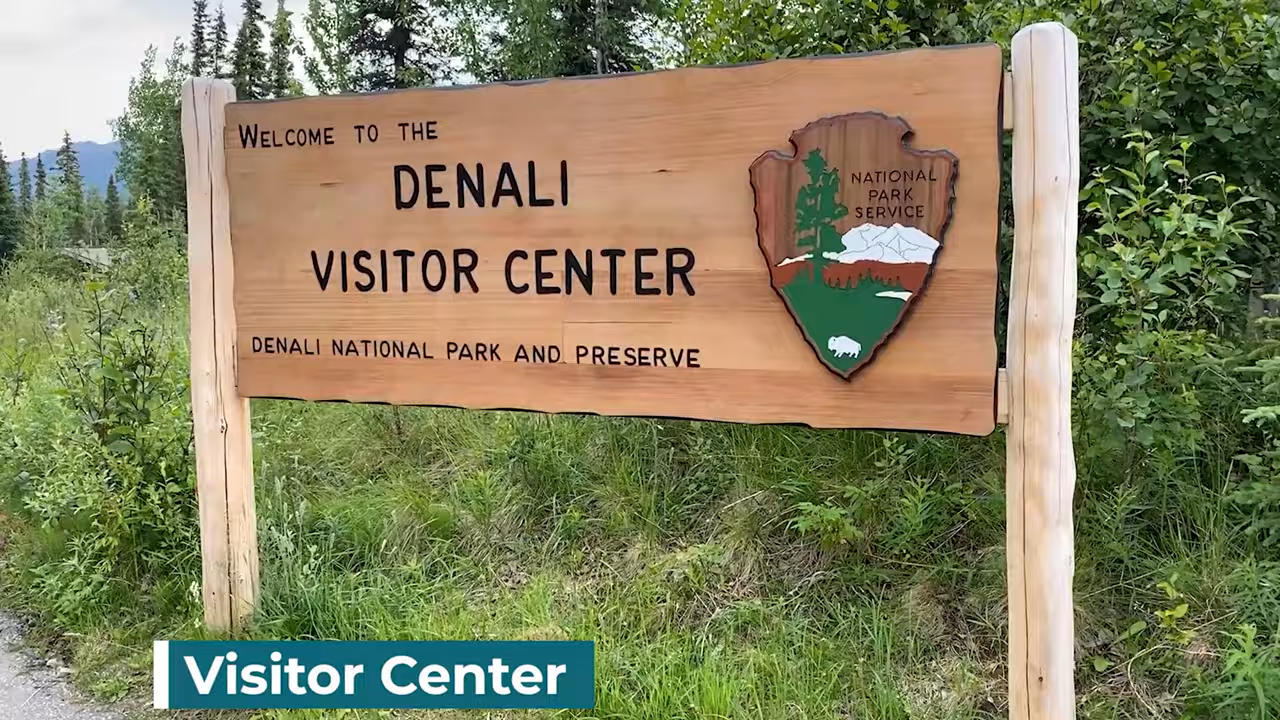 WELCOME TO THE
DENALI
VISITOR CENTER
DENALI NATIONAL PARK AND PRESERVE
NATIONAL
PARK
SERVICE
Visitor Center